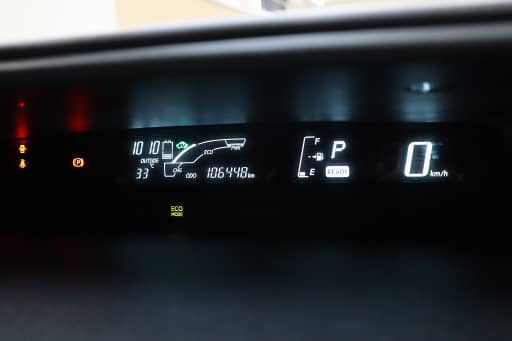 10 10
ECO
PWR
OUTSIDE
°C
33
CHG
ODO
106448 km
F
E
P
READY
0 km/h
(P)
ECO
MODE